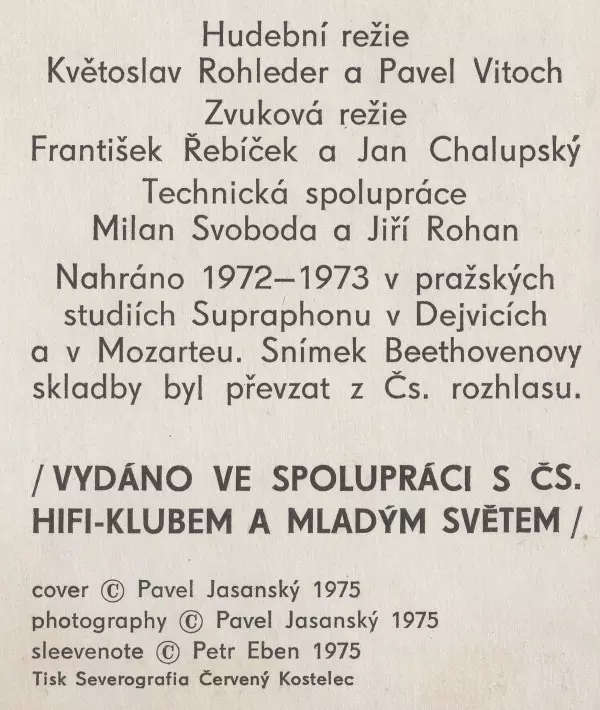 Hudební režie
Květoslav Rohleder a Pavel Vitoch
Zvuková režie
František Řebíček a Jan Chalupský
Technická spolupráce
Milan Svoboda a Jiří Rohan
Nahráno 1972–1973 v pražských
studiích Supraphonu v Dejvicích
a v Mozarteu. Snímek Beethovenovy
skladby byl převzat z Čs. rozhlasu.
/VYDÁNO VE SPOLUPRÁCI S ČS.
HIFI-KLUBEM A MLADÝM SVĚTEM/
cover © Pavel Jasanský 1975
photography © Pavel Jasanský 1975
sleevenote © Petr Eben 1975
Tisk Severografia Červený Kostelec